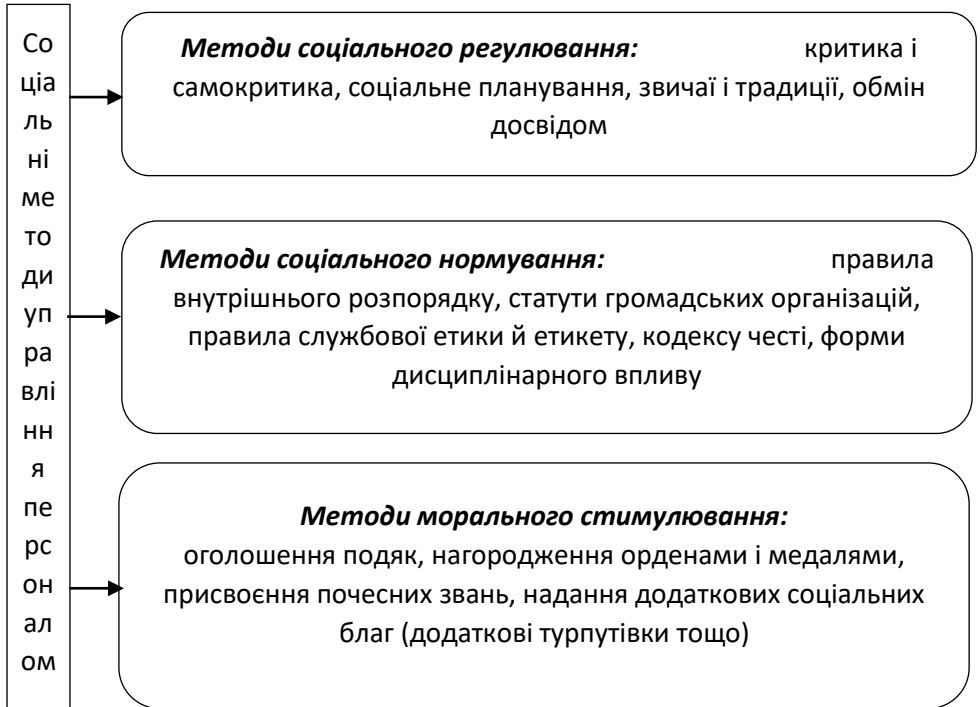 Со
ціа
ль
ні
ме
то
ди
уп
ра
влі
нн
я
пе
рс
он
ал
ом
Методи соціального регулювання: критика і
самокритика, соціальне планування, звичаї і традиції, обмін
досвідом
Методи соціального нормування: правила
внутрішнього розпорядку, статути громадських організацій,
правила службової етики й етикету, кодексу честі, форми
дисциплінарного впливу
Методи морального стимулювання:
оголошення подяк, нагородження орденами і медалями,
присвоєння почесних звань, надання додаткових соціальних
благ (додаткові турпутівки тощо)